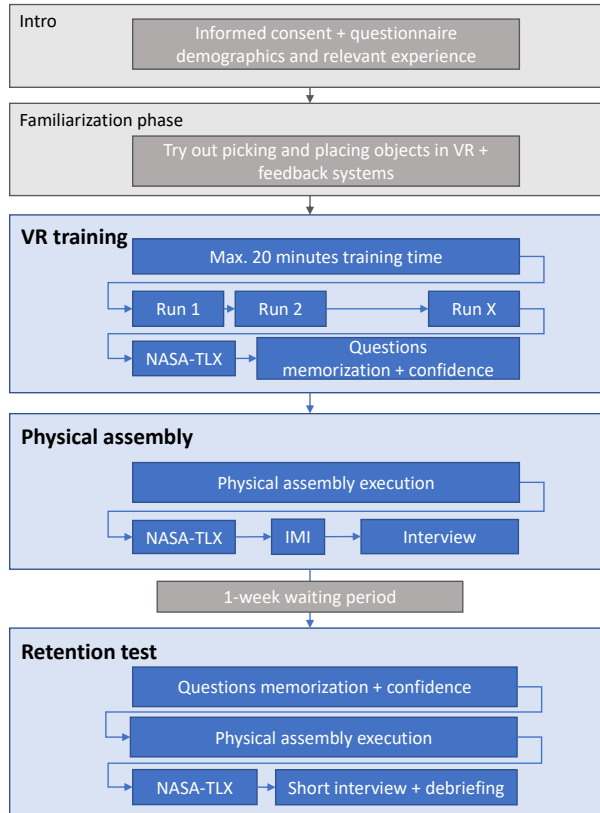 Intro
Informed consent + questionnaire
demographics and relevant experience
Familiarization phase
Try out picking and placing objects in VR +
feedback systems
VR training
Max. 20 minutes training time
Run 1
Run 2
Run X
NASA-TLX
Questions
memorization + confidence
Physical assembly
Physical assembly execution
NASA-TLX
IMI
Interview
1-week waiting period
Retention test
Questions memorization + confidence
Physical assembly execution
NASA-TLX
Short interview + debriefing